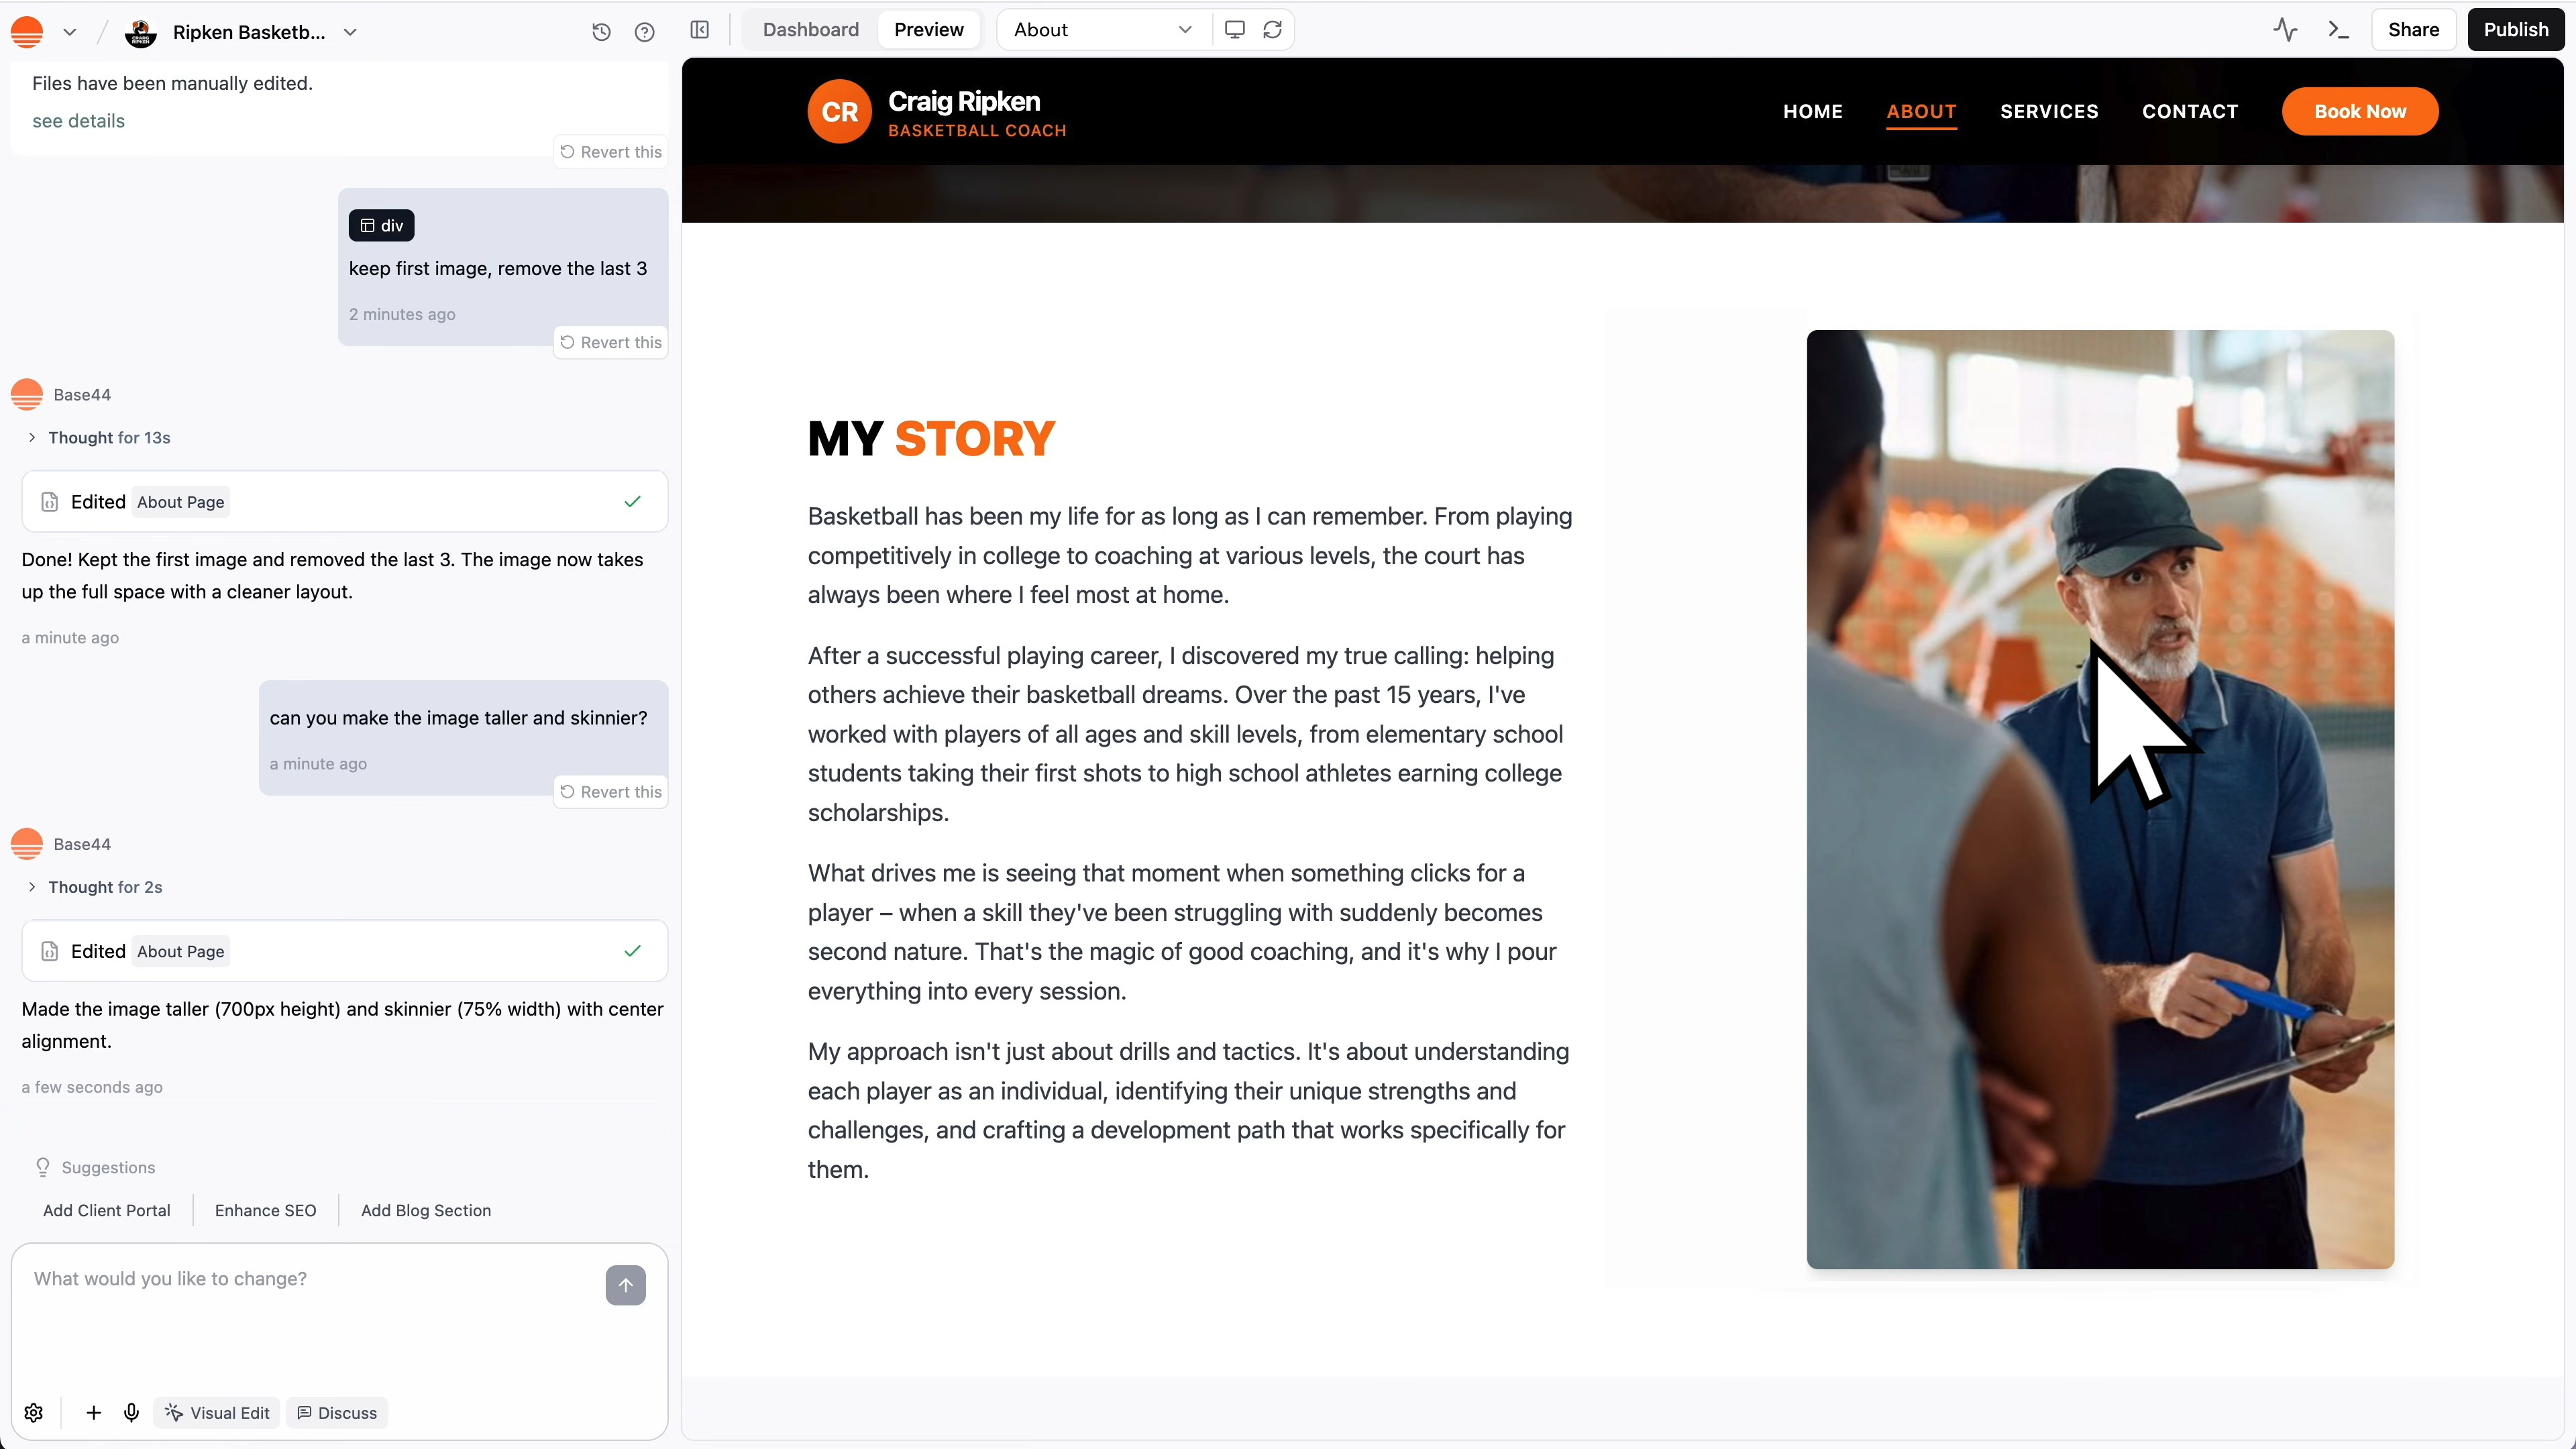 Ripken Basketb...
Dashboard
Preview
About
Share
Publish
Files have been manually edited.
see details
Revert this
div
keep first image, remove the last 3
2 minutes ago
Revert this
Base44
Thought for 13s
Edited About Page
Done! Kept the first image and removed the last 3. The image now takes
up the full space with a cleaner layout.
a minute ago
can you make the image taller and skinnier?
a minute ago
Revert this
Base44
Thought for 2s
Edited About Page
Made the image taller (700px height) and skinnier (75% width) with center
alignment.
a few seconds ago
Suggestions
Add Client Portal
Enhance SEO
Add Blog Section
What would you like to change?
Visual Edit
Discuss
CR
Craig Ripken
BASKETBALL COACH
HOME
ABOUT
SERVICES
CONTACT
Book Now
MY STORY
Basketball has been my life for as long as I can remember. From playing
competitively in college to coaching at various levels, the court has
always been where I feel most at home.
After a successful playing career, I discovered my true calling: helping
others achieve their basketball dreams. Over the past 15 years, I've
worked with players of all ages and skill levels, from elementary school
students taking their first shots to high school athletes earning college
scholarships.
What drives me is seeing that moment when something clicks for a
player – when a skill they've been struggling with suddenly becomes
second nature. That's the magic of good coaching, and it's why I pour
everything into every session.
My approach isn't just about drills and tactics. It's about understanding
each player as an individual, identifying their unique strengths and
challenges, and crafting a development path that works specifically for
them.